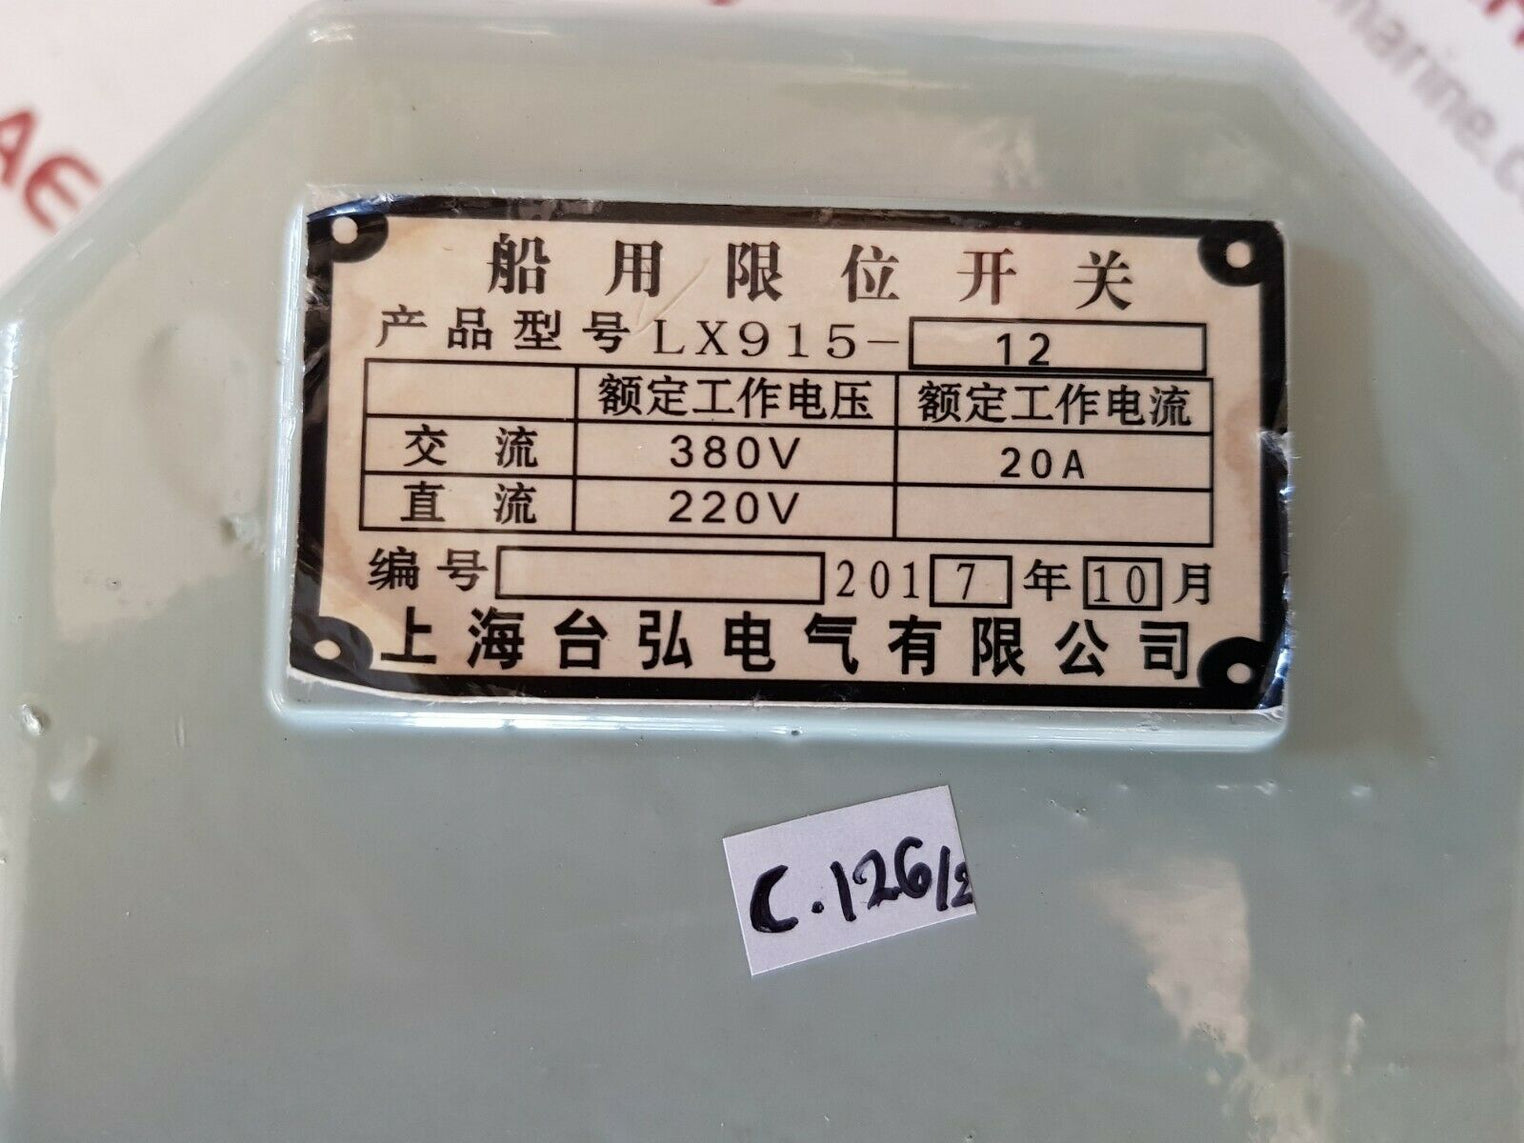 船用限位开关
产品型号 LX915- 12
额定工作电压 额定工作电流
交流 380V 20A
直流 220V
编号 2017年10月
上海台弘电气有限公司
C.126/2
AE
marine.c